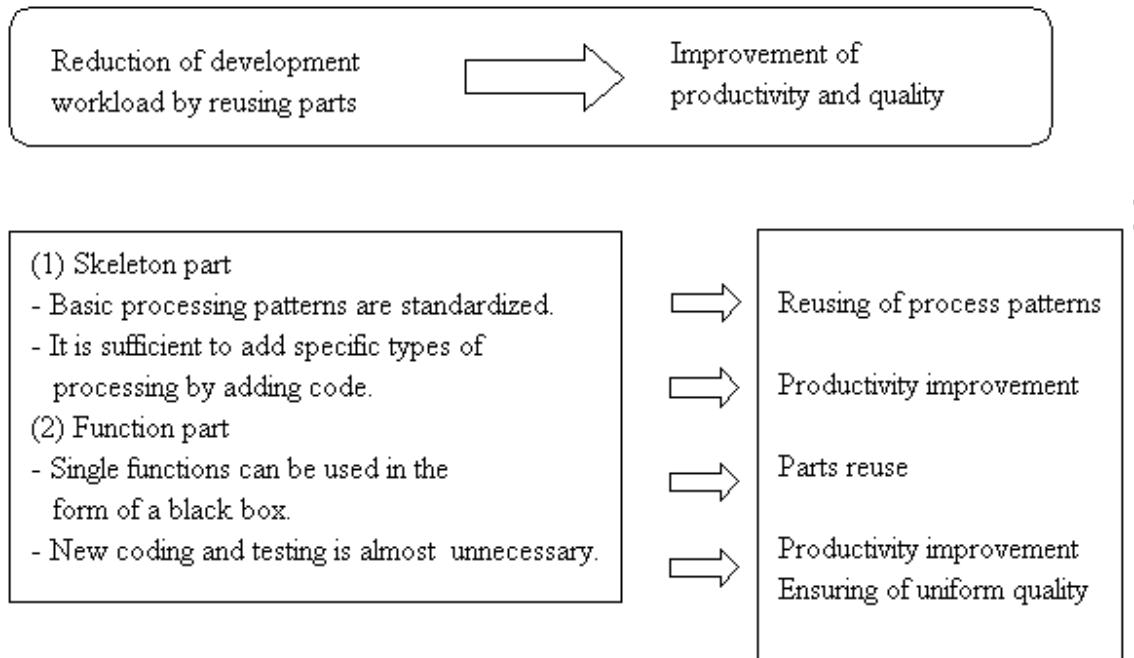 Reduction of development
workload by reusing parts
Improvement of
productivity and quality
(1) Skeleton part
- Basic processing patterns are standardized.
- It is sufficient to add specific types of
processing by adding code.
(2) Function part
- Single functions can be used in the
form of a black box.
- New coding and testing is almost unnecessary.
Reusing of process patterns
Productivity improvement
Parts reuse
Productivity improvement
Ensuring of uniform quality